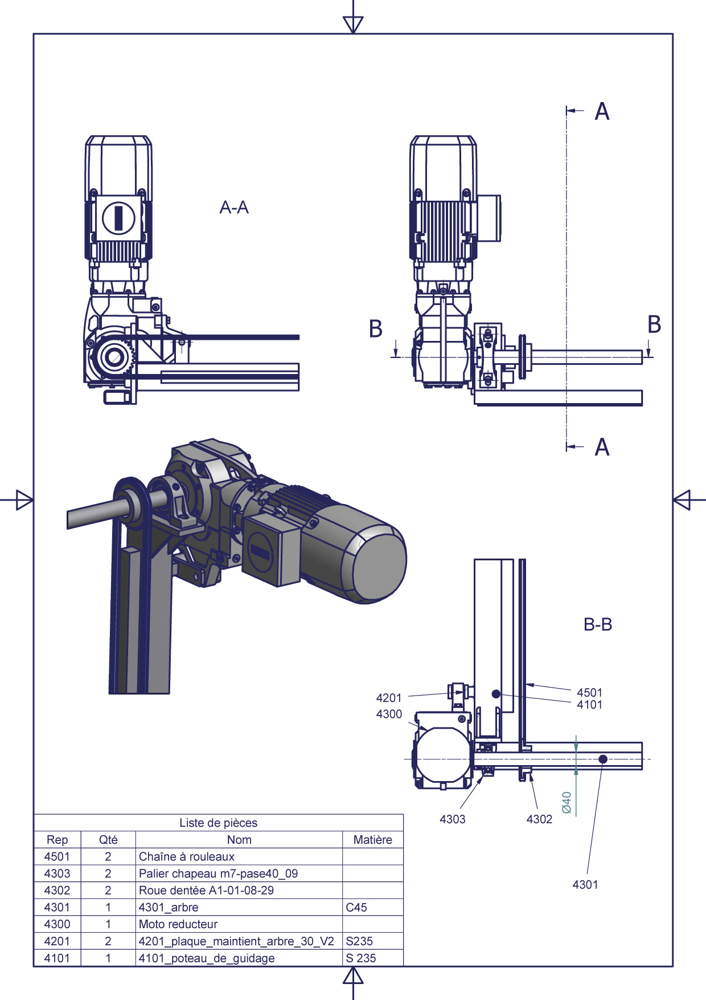 A
A-A
B
B
A
B-B
4201
4300
4501
4101
Ø40
4303
4302
4301
Liste de pièces
Rep Qté Nom Matière
4501 2 Chaîne à rouleaux
4303 2 Palier chapeau m7-pase40_09
4302 2 Roue dentée A1-01-08-29
4301 1 4301_arbre C45
4300 1 Moto reducteur
4201 2 4201_plaque_maintient_arbre_30_V2 S235
4101 1 4101_poteau_de_guidage S 235